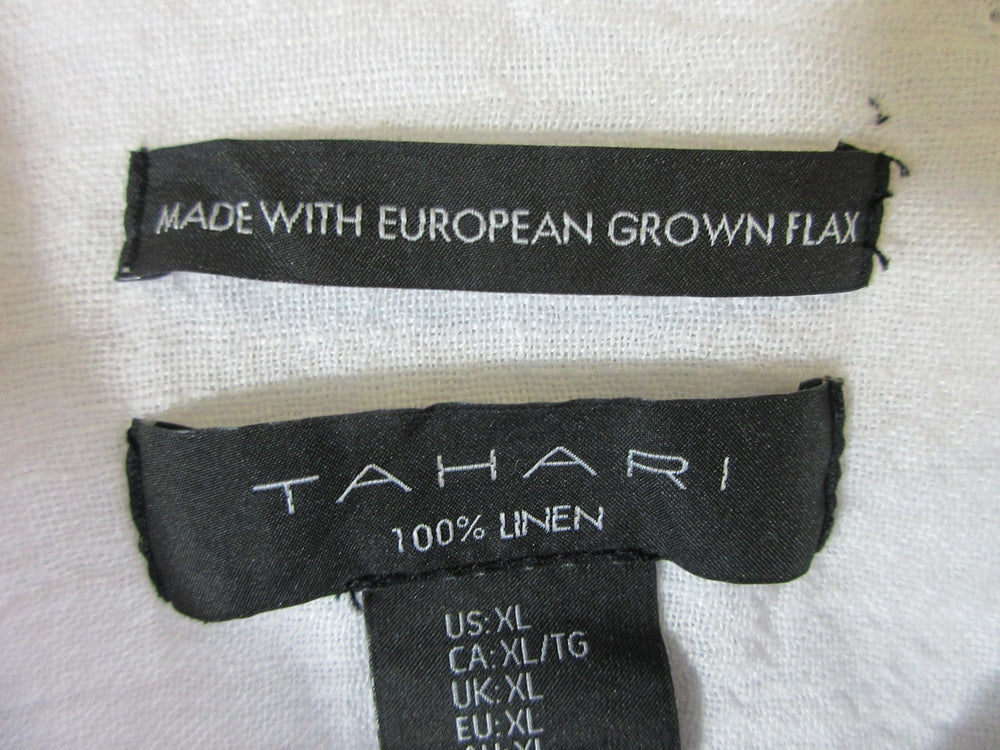 MADE WITH EUROPEAN GROWN FLAX
TAHARI
100% LINEN
US: XL
CA: XL/TG
UK: XL
EU: XL